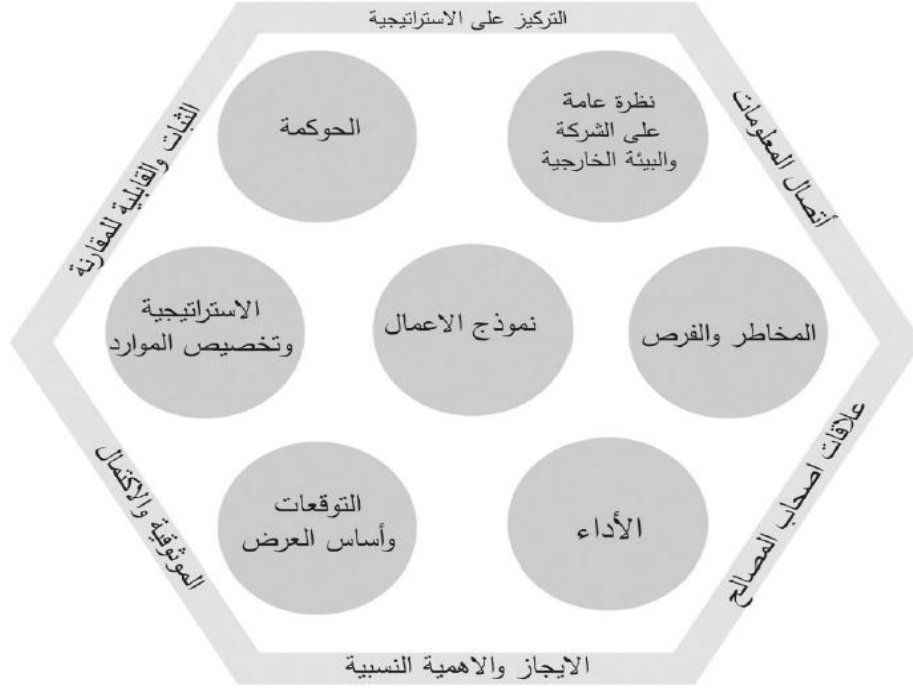 التركيز على الاستراتيجية
نظرة عامة
على الشركة
والبيئة الخارجية
الحوكمة
أتصال المعلومات
الثبات والقابلية للمقارنة
المخاطر والفرص
نموذج الاعمال
الاستراتيجية
وتخصيص الموارد
علاقات اصحاب المصالح
الموثوقية والاكتمال
الأداء
التوقعات
وأساس العرض
الايجاز والاهمية النسبية